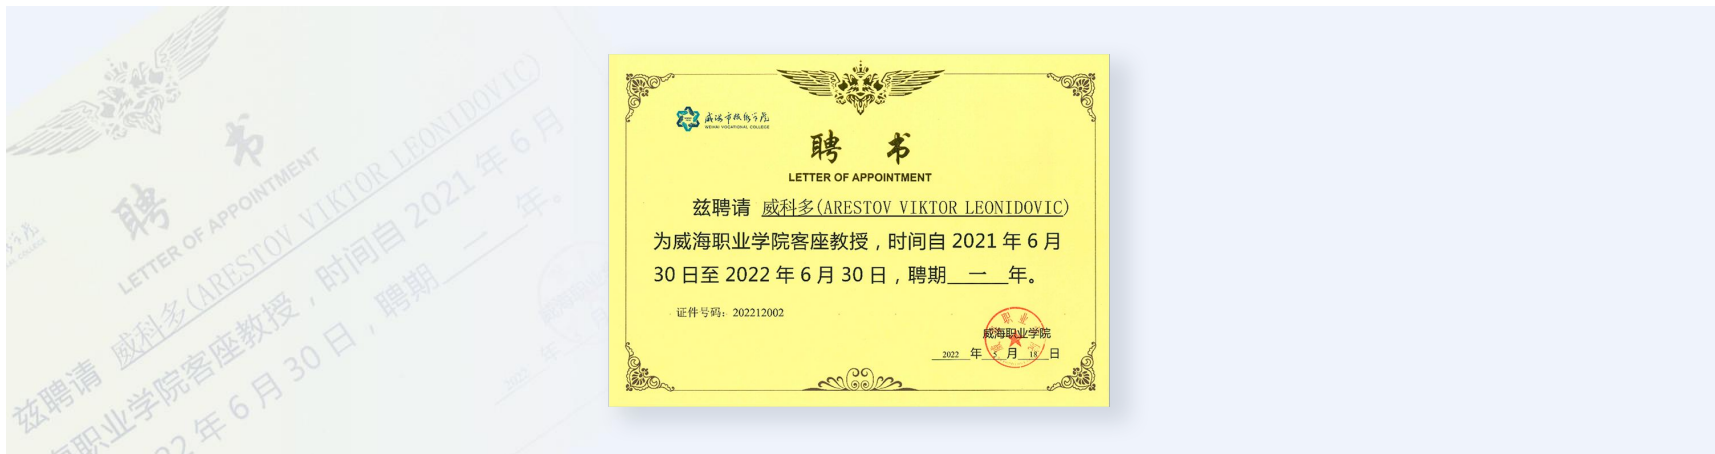 威海职业学院
WEIHAI VOCATIONAL COLLEGE
聘 书
LETTER OF APPOINTMENT
兹聘请 威科多(ARESTOV VIKTOR LEONIDOVIC)
为威海职业学院客座教授，时间自 2021 年 6 月
30 日至 2022 年 6 月 30 日，聘期 一 年。
证件号码：202212002
威海职业学院
2022 年 5 月 18 日